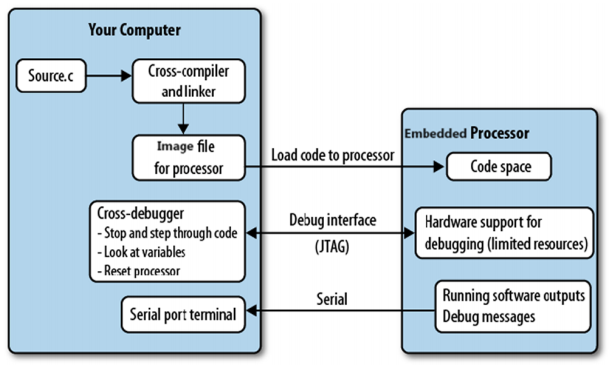 Your Computer
Source.c
Cross-compiler
and linker
Image file
for processor
Load code to processor
Embedded Processor
Code space
Cross-debugger
- Stop and step through code
- Look at variables
- Reset processor
Debug interface
(JTAG)
Hardware support for
debugging (limited resources)
Serial port terminal
Serial
Running software outputs
Debug messages